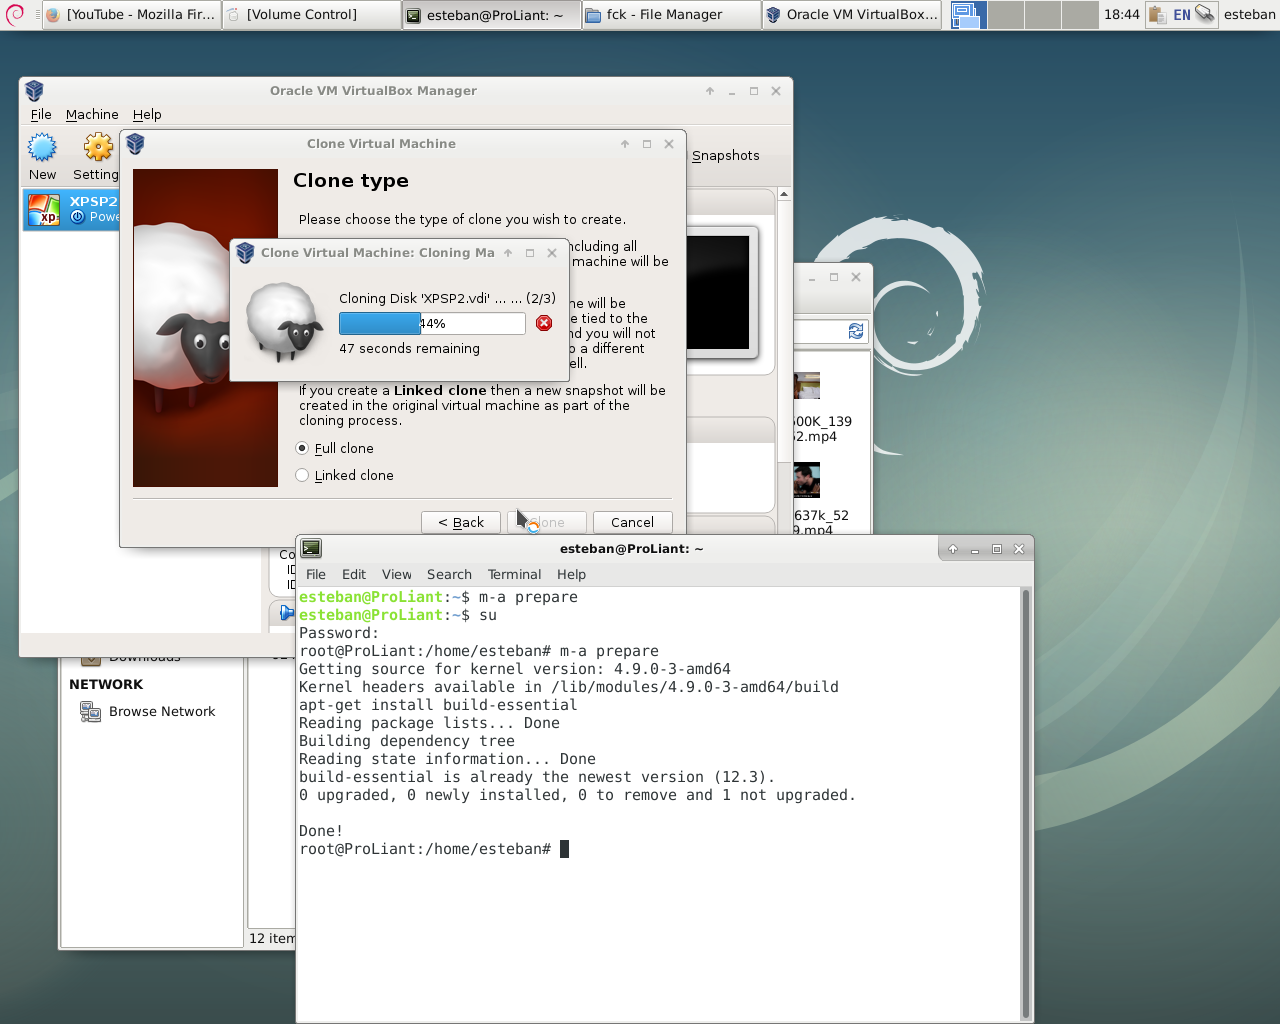 [YouTube - Mozilla Fir...
[Volume Control]
esteban@ProLiant: ~
fck - File Manager
Oracle VM VirtualBox...
18:44
EN
esteban
Oracle VM VirtualBox Manager
File Machine Help
New
Setting
Snapshots
XPSP2
Powe
Clone Virtual Machine
Clone type
Please choose the type of clone you wish to create.
ncluding all
machine will be
ne will be
e tied to the
nd you will not
o a different
ell.
If you create a Linked clone then a new snapshot will be
created in the original virtual machine as part of the
cloning process.
Full clone
Linked clone
< Back
lone
Cancel
Clone Virtual Machine: Cloning Ma
Cloning Disk 'XPSP2.vdi' ... ... (2/3)
44%
47 seconds remaining
00K_139
2.mp4
637k_52
9.mp4
Co
ID
ID
Downloads
NETWORK
Browse Network
12 item
esteban@ProLiant: ~
File Edit View Search Terminal Help
esteban@ProLiant:~$ m-a prepare
esteban@ProLiant:~$ su
Password:
root@ProLiant:/home/esteban# m-a prepare
Getting source for kernel version: 4.9.0-3-amd64
Kernel headers available in /lib/modules/4.9.0-3-amd64/build
apt-get install build-essential
Reading package lists... Done
Building dependency tree
Reading state information... Done
build-essential is already the newest version (12.3).
0 upgraded, 0 newly installed, 0 to remove and 1 not upgraded.
Done!
root@ProLiant:/home/esteban#